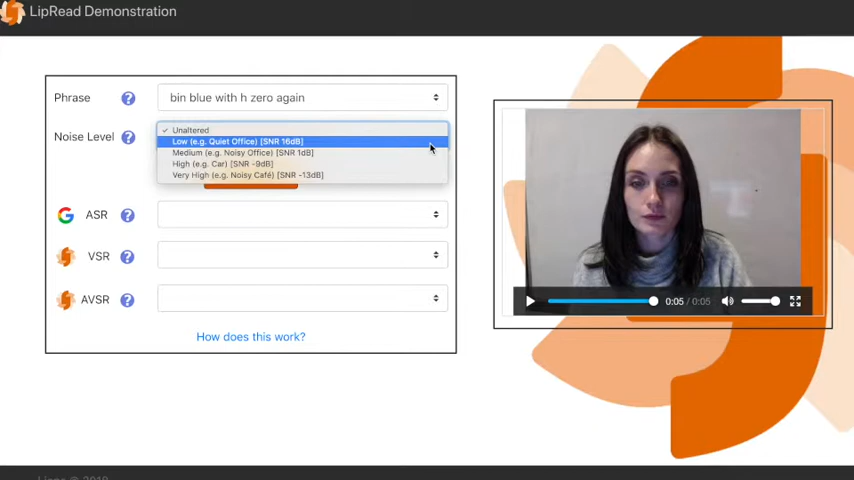 LipRead Demonstration
Phrase
bin blue with h zero again
Noise Level
Unaltered
Low (e.g. Quiet Office) [SNR 16dB]
Medium (e.g. Noisy Office) [SNR 1dB]
High (e.g. Car) [SNR -9dB]
Very High (e.g. Noisy Café) [SNR -13dB]
ASR
VSR
AVSR
How does this work?
0:05 / 0:05